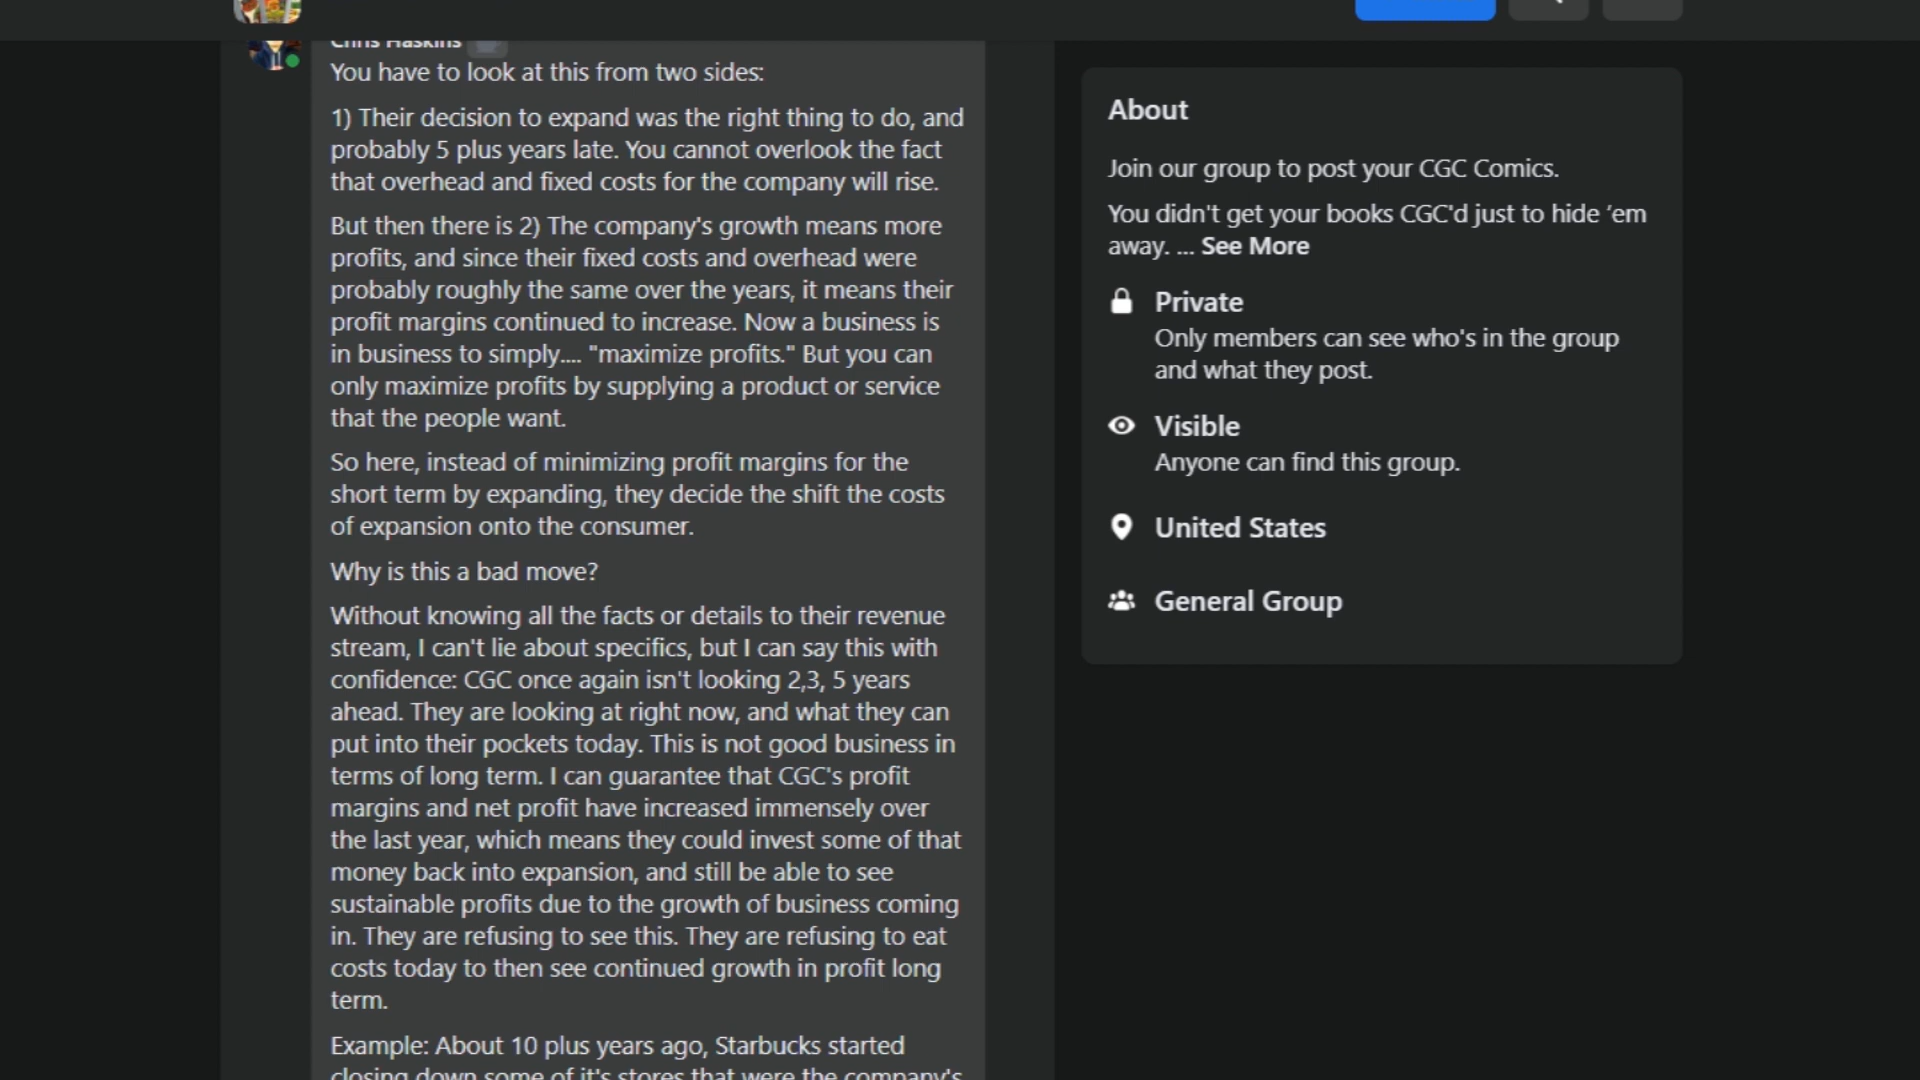 Chris Haskins
You have to look at this from two sides:
1) Their decision to expand was the right thing to do, and
probably 5 plus years late. You cannot overlook the fact
that overhead and fixed costs for the company will rise.
But then there is 2) The company's growth means more
profits, and since their fixed costs and overhead were
probably roughly the same over the years, it means their
profit margins continued to increase. Now a business is
in business to simply.... "maximize profits." But you can
only maximize profits by supplying a product or service
that the people want.
So here, instead of minimizing profit margins for the
short term by expanding, they decide the shift the costs
of expansion onto the consumer.
Why is this a bad move?
Without knowing all the facts or details to their revenue
stream, I can't lie about specifics, but I can say this with
confidence: CGC once again isn't looking 2,3, 5 years
ahead. They are looking at right now, and what they can
put into their pockets today. This is not good business in
terms of long term. I can guarantee that CGC's profit
margins and net profit have increased immensely over
the last year, which means they could invest some of that
money back into expansion, and still be able to see
sustainable profits due to the growth of business coming
in. They are refusing to see this. They are refusing to eat
costs today to then see continued growth in profit long
term.
Example: About 10 plus years ago, Starbucks started
closing down some of it's stores that were the company's
About
Join our group to post your CGC Comics.
You didn't get your books CGC'd just to hide 'em
away. ... See More
Private
Only members can see who's in the group
and what they post.
Visible
Anyone can find this group.
United States
General Group